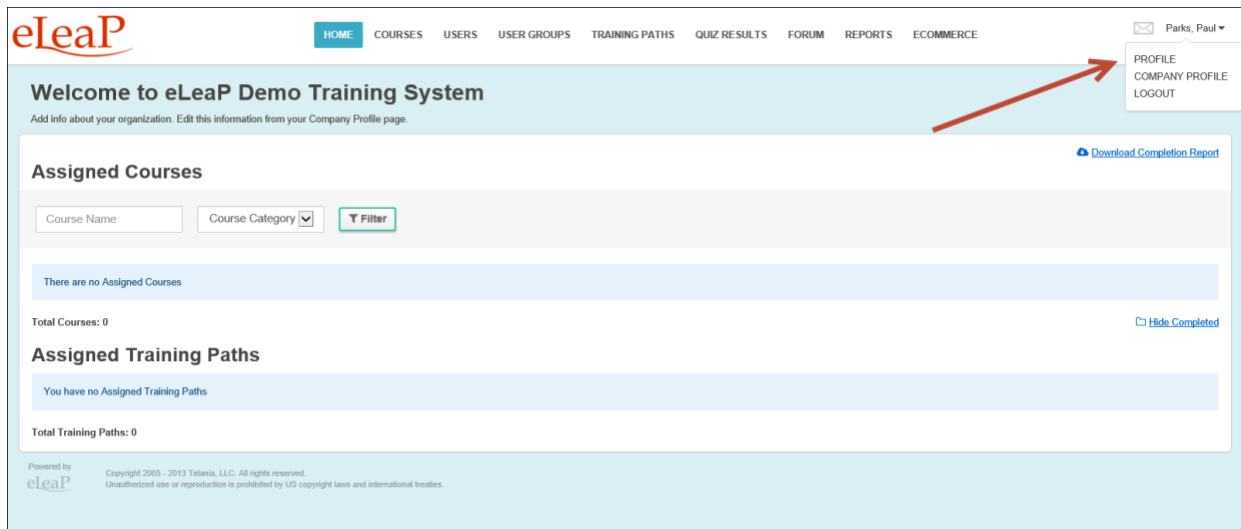 eLeaP
HOME COURSES USERS USER GROUPS TRAINING PATHS QUIZ RESULTS FORUM REPORTS ECOMMERCE
Parks, Paul
PROFILE
COMPANY PROFILE
LOGOUT
Welcome to eLeaP Demo Training System
Add info about your organization. Edit this information from your Company Profile page.
Download Completion Report
Assigned Courses
Course Name Course Category Filter
There are no Assigned Courses
Total Courses: 0 Hide Completed
Assigned Training Paths
You have no Assigned Training Paths
Total Training Paths: 0
Powered by
eLeaP
Copyright 2005 - 2013 Telania, LLC. All rights reserved.
Unauthorized use or reproduction is prohibited by US copyright laws and international treaties.